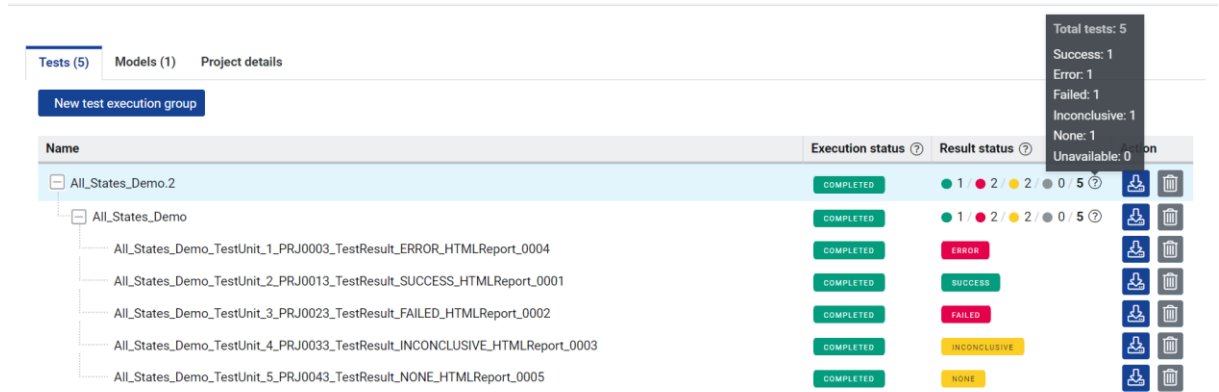 Total tests: 5
Success: 1
Error: 1
Failed: 1
Inconclusive: 1
None: 1
Unavailable: 0
Tests (5) Models (1) Project details
New test execution group
Name Execution status ? Result status ?
All_States_Demo.2 COMPLETED 1 / 2 / 2 / 0 / 5 ?
All_States_Demo COMPLETED 1 / 2 / 2 / 0 / 5 ?
All_States_Demo_TestUnit_1_PRJ0003_TestResult_ERROR_HTMLReport_0004 COMPLETED ERROR
All_States_Demo_TestUnit_2_PRJ0013_TestResult_SUCCESS_HTMLReport_0001 COMPLETED SUCCESS
All_States_Demo_TestUnit_3_PRJ0023_TestResult_FAILED_HTMLReport_0002 COMPLETED FAILED
All_States_Demo_TestUnit_4_PRJ0033_TestResult_INCONCLUSIVE_HTMLReport_0003 COMPLETED INCONCLUSIVE
All_States_Demo_TestUnit_5_PRJ0043_TestResult_NONE_HTMLReport_0005 COMPLETED NONE